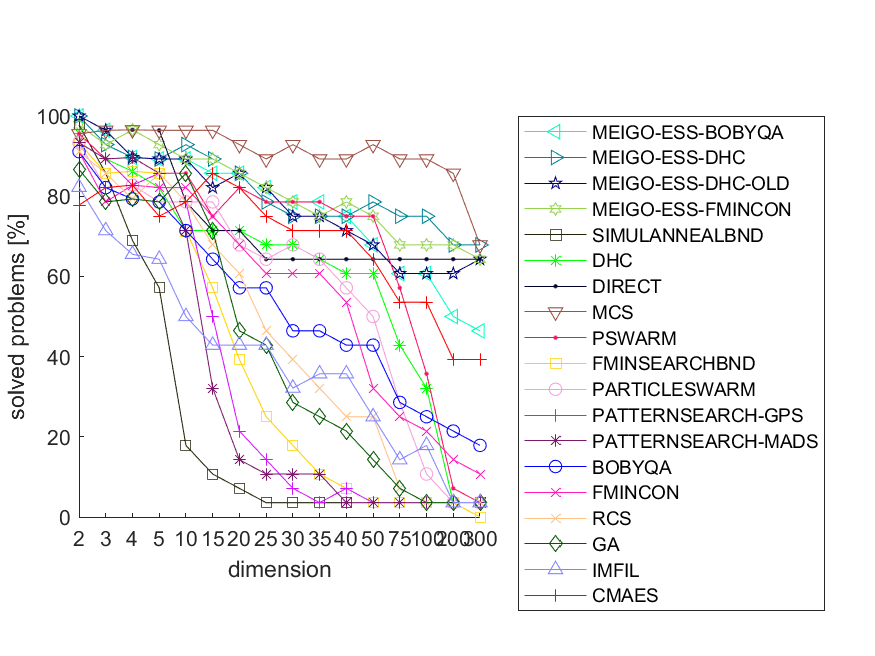 100
80
60
40
20
0
solved problems [%]
2 3 4 5 10 15 20 25 30 35 40 50 75 100 200 300
dimension
MEIGO-ESS-BOBYQA
MEIGO-ESS-DHC
MEIGO-ESS-DHC-OLD
MEIGO-ESS-FMINCON
SIMULANNEALBND
DHC
DIRECT
MCS
PSWARM
FMINSEARCHBND
PARTICLESWARM
PATTERNSEARCH-GPS
PATTERNSEARCH-MADS
BOBYQA
FMINCON
RCS
GA
IMFIL
CMAES